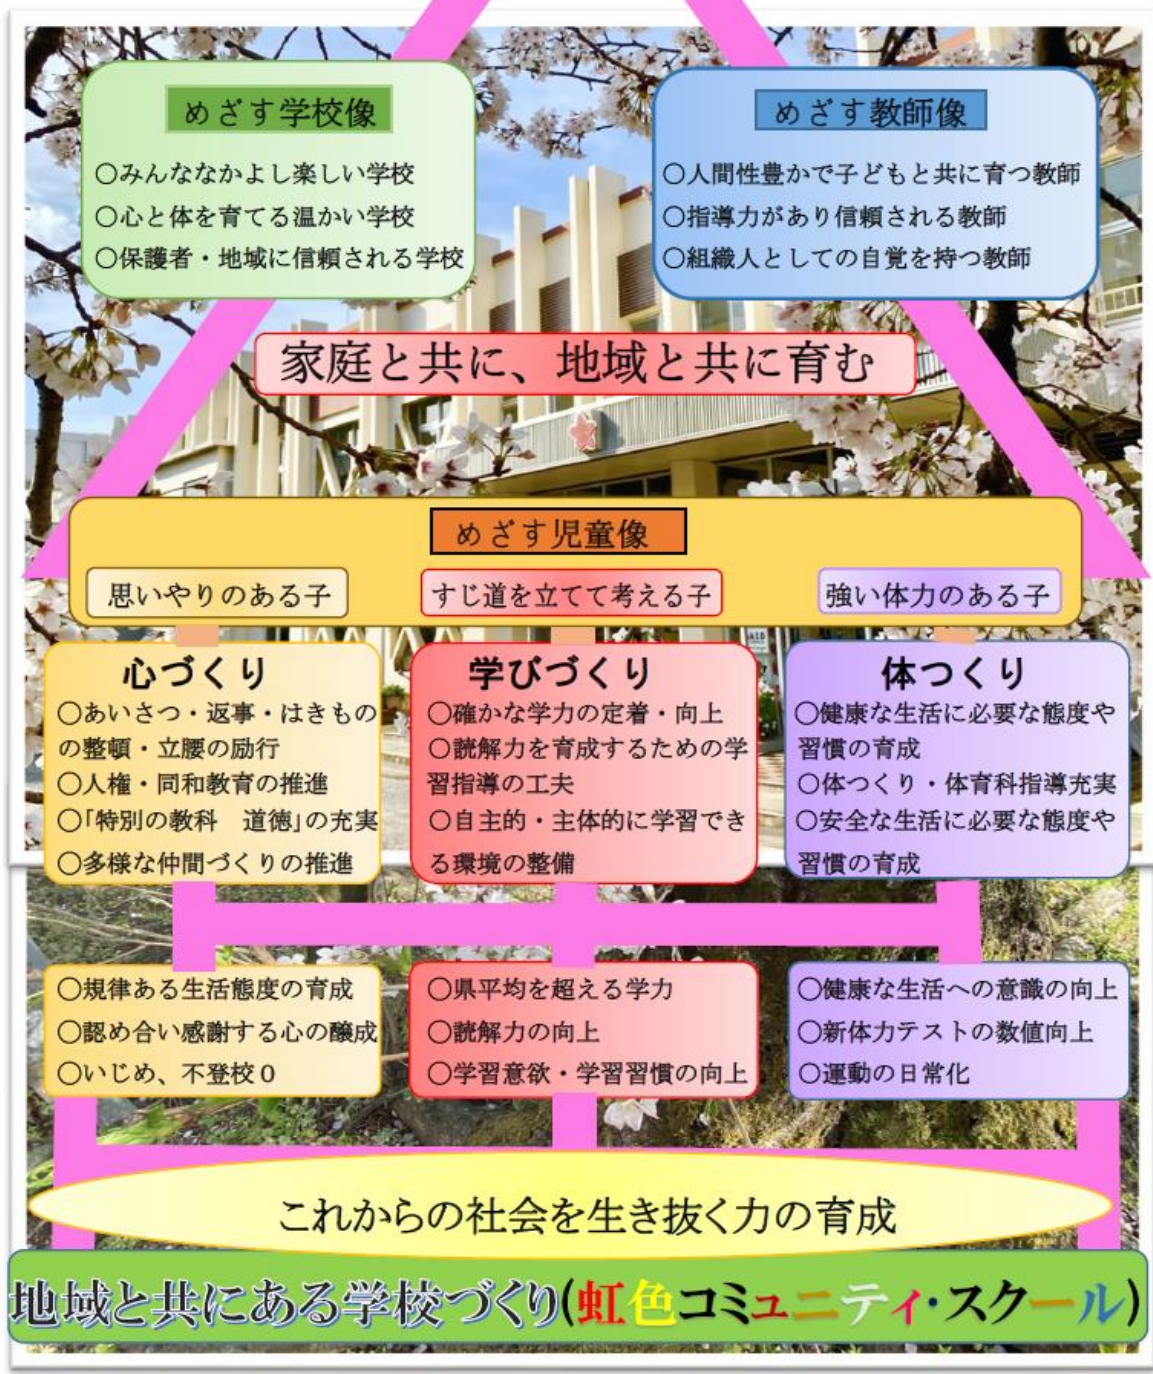 めざす学校像
○みんななかよし楽しい学校
○心と体を育てる温かい学校
○保護者・地域に信頼される学校
めざす教師像
○人間性豊かで子どもと共に育つ教師
○指導力があり信頼される教師
○組織人としての自覚を持つ教師
家庭と共に、地域と共に育む
めざす児童像
思いやりのある子
すじ道を立てて考える子
強い体力のある子
心づくり
○あいさつ・返事・はきもの
の整頓・立腰の励行
○人権・同和教育の推進
○「特別の教科　道徳」の充実
○多様な仲間づくりの推進
学びづくり
○確かな学力の定着・向上
○読解力を育成するための学
習指導の工夫
○自主的・主体的に学習でき
る環境の整備
体つくり
○健康な生活に必要な態度や
習慣の育成
○体つくり・体育科指導充実
○安全な生活に必要な態度や
習慣の育成
○規律ある生活態度の育成
○認め合い感謝する心の醸成
○いじめ、不登校０
○県平均を超える学力
○読解力の向上
○学習意欲・学習習慣の向上
○健康な生活への意識の向上
○新体力テストの数値向上
○運動の日常化
これからの社会を生き抜く力の育成
地域と共にある学校づくり(虹色コミュニティ・スクール)
AED